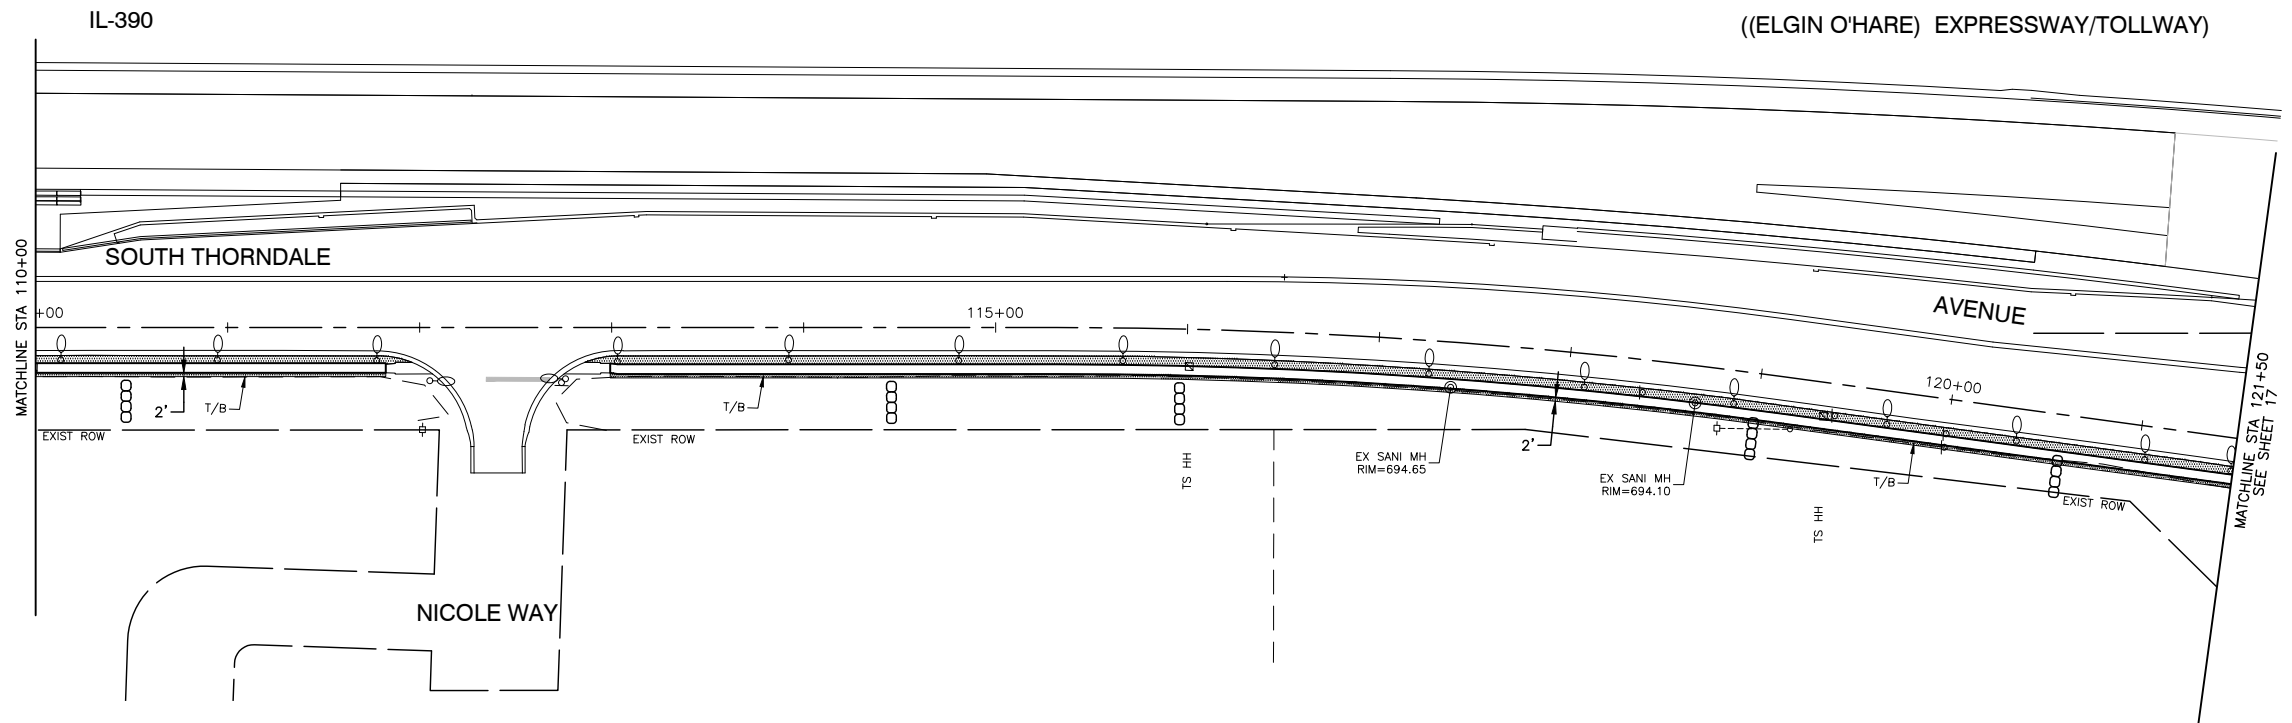 IL-390
((ELGIN O'HARE) EXPRESSWAY/TOLLWAY)
MATCHLINE STA 110+00
SOUTH THORNDALE
+00
115+00
AVENUE
120+00
2'
T/B
T/B
2'
T/B
EXIST ROW
EXIST ROW
TS HH
EX SANI MH
RIM=694.65
EX SANI MH
RIM=694.10
TS HH
EXIST ROW
MATCHLINE STA 121+50
SEE SHEET 17
NICOLE WAY